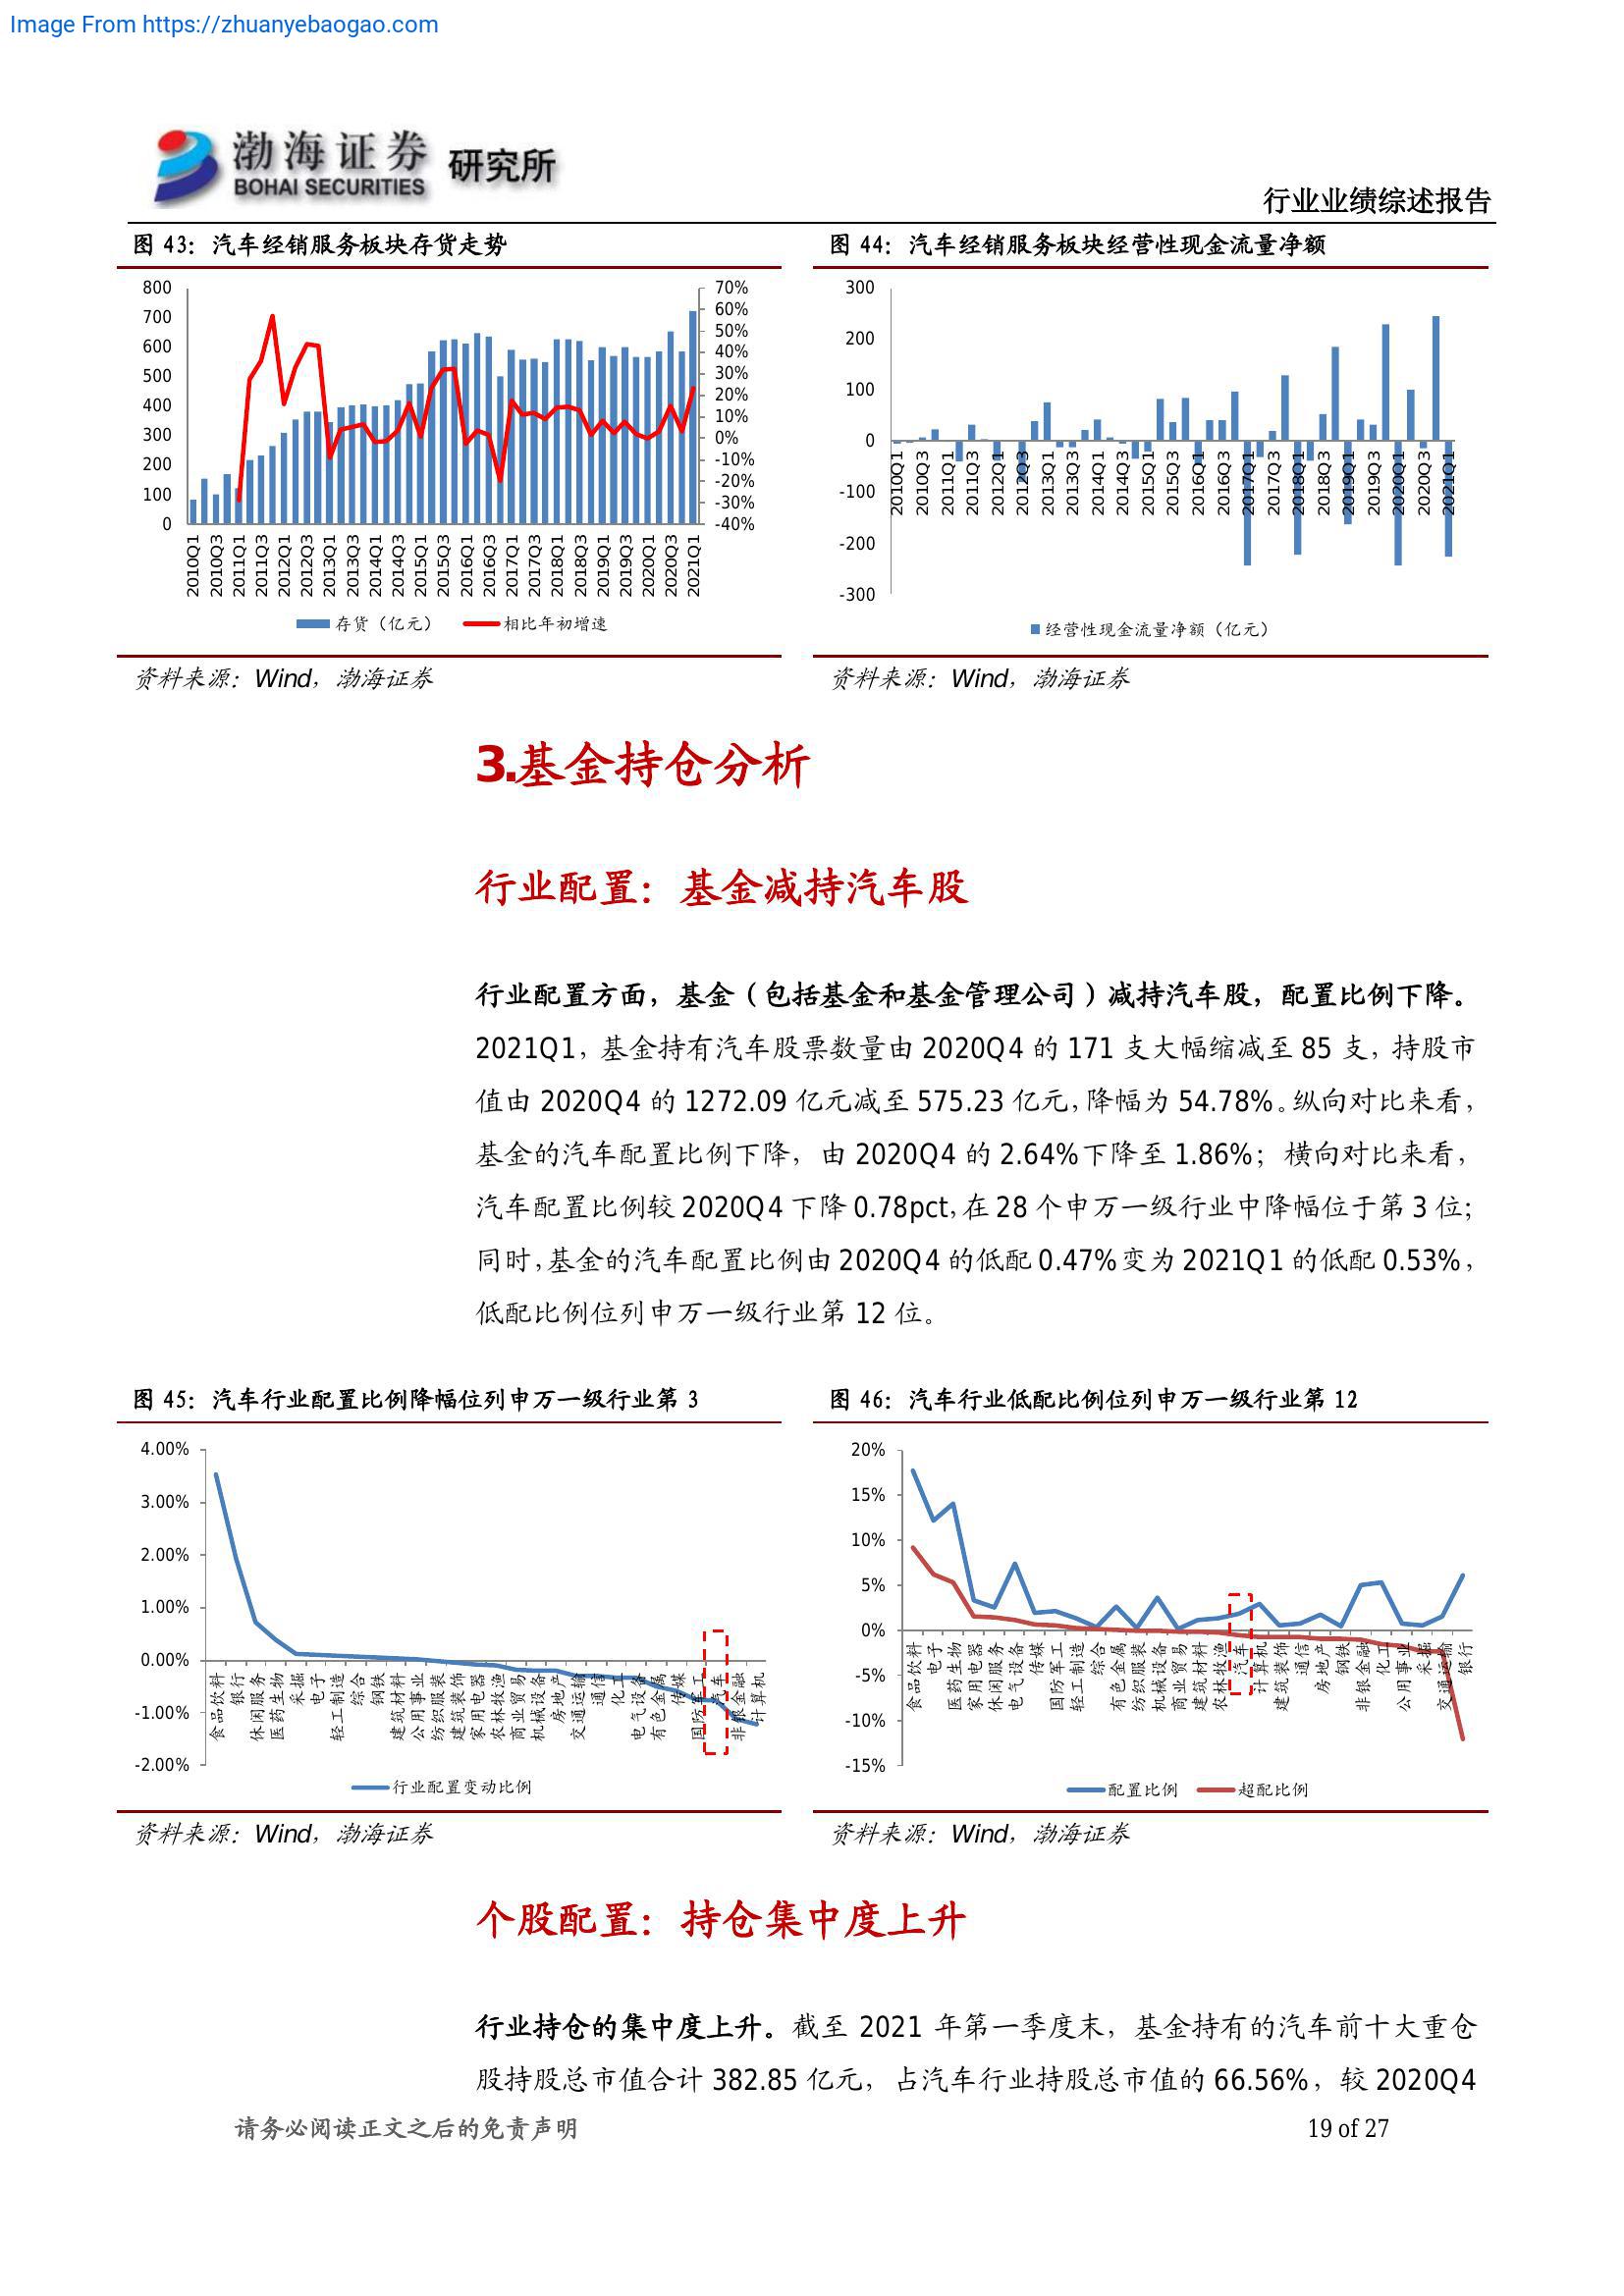 Image From https://zhuanyebaogao.com
渤海证券 研究所
BOHAI SECURITIES
行业业绩综述报告
图 43：汽车经销服务板块存货走势
800
700
600
500
400
300
200
100
0
70%
60%
50%
40%
30%
20%
10%
0%
-10%
-20%
-30%
-40%
2010Q1
2010Q3
2011Q1
2011Q3
2012Q1
2012Q3
2013Q1
2013Q3
2014Q1
2014Q3
2015Q1
2015Q3
2016Q1
2016Q3
2017Q1
2017Q3
2018Q1
2018Q3
2019Q1
2019Q3
2020Q1
2020Q3
2021Q1
存货（亿元） 相比年初增速
资料来源：Wind，渤海证券
图 44：汽车经销服务板块经营性现金流量净额
300
200
100
0
-100
-200
-300
2010Q1
2010Q3
2011Q1
2011Q3
2012Q1
2012Q3
2013Q1
2013Q3
2014Q1
2014Q3
2015Q1
2015Q3
2016Q1
2016Q3
2017Q1
2017Q3
2018Q1
2018Q3
2019Q1
2019Q3
2020Q1
2020Q3
2021Q1
经营性现金流量净额（亿元）
资料来源：Wind，渤海证券
3.基金持仓分析
行业配置：基金减持汽车股
行业配置方面，基金（包括基金和基金管理公司）减持汽车股，配置比例下降。
2021Q1，基金持有汽车股票数量由 2020Q4 的 171 支大幅缩减至 85 支，持股市
值由 2020Q4 的 1272.09 亿元减至 575.23 亿元，降幅为 54.78%。纵向对比来看，
基金的汽车配置比例下降，由 2020Q4 的 2.64%下降至 1.86%；横向对比来看，
汽车配置比例较 2020Q4 下降 0.78pct，在 28 个申万一级行业中降幅位于第 3 位；
同时，基金的汽车配置比例由 2020Q4 的低配 0.47%变为 2021Q1 的低配 0.53%，
低配比例位列申万一级行业第 12 位。
图 45：汽车行业配置比例降幅位列申万一级行业第 3
4.00%
3.00%
2.00%
1.00%
0.00%
-1.00%
-2.00%
食品饮料
银行
休闲服务
医药生物
采掘
电子
轻工制造
综合
钢铁
建筑材料
公用事业
纺织服装
建筑装饰
家用电器
农林牧渔
商业贸易
机械设备
房地产
交通运输
通信
化工
电气设备
有色金属
传媒
国防军工
汽车
非银金融
计算机
行业配置变动比例
资料来源：Wind，渤海证券
图 46：汽车行业低配比例位列申万一级行业第 12
20%
15%
10%
5%
0%
-5%
-10%
-15%
食品饮料
电子
医药生物
家用电器
休闲服务
电气设备
传媒
国防军工
轻工制造
综合
有色金属
纺织服装
机械设备
商业贸易
建筑材料
农林牧渔
汽车
计算机
建筑装饰
通信
房地产
钢铁
非银金融
化工
公用事业
采掘
交通运输
银行
配置比例 超配比例
资料来源：Wind，渤海证券
个股配置：持仓集中度上升
行业持仓的集中度上升。截至 2021 年第一季度末，基金持有的汽车前十大重仓
股持股总市值合计 382.85 亿元，占汽车行业持股总市值的 66.56%，较 2020Q4
请务必阅读正文之后的免责声明
19 of 27